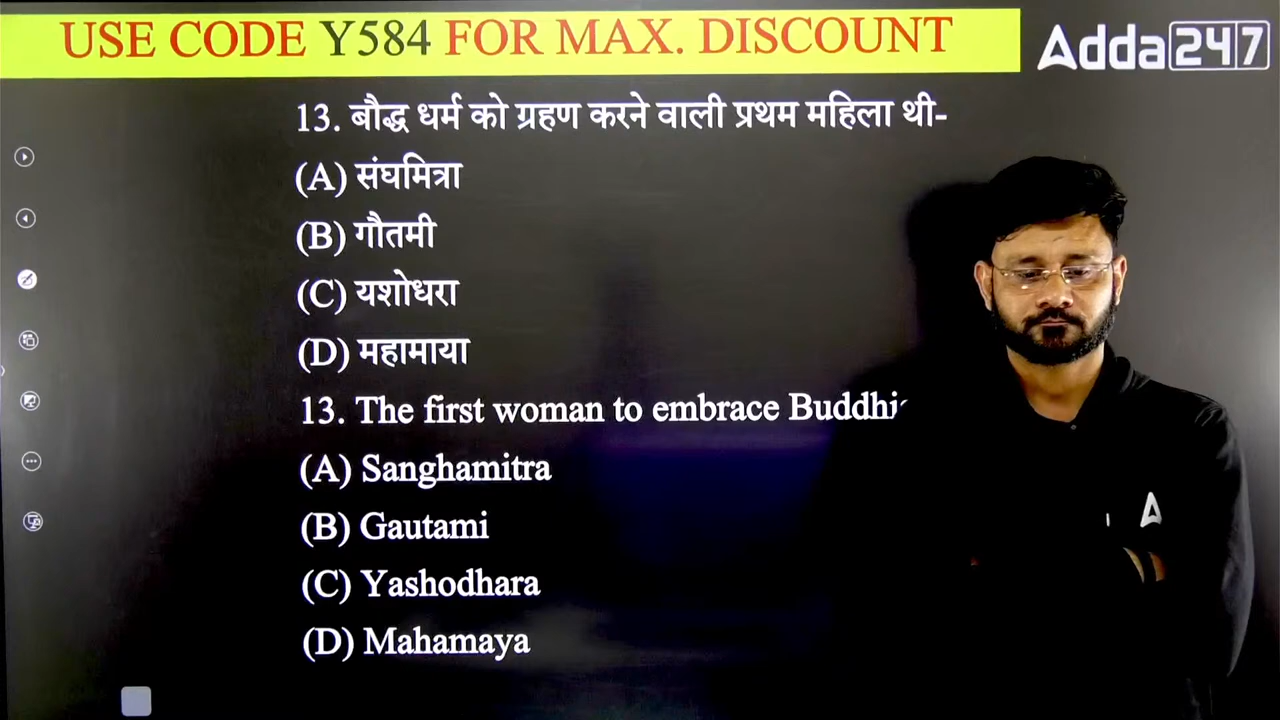 USE CODE Y584 FOR MAX. DISCOUNT
Adda247
13. बौद्ध धर्म को ग्रहण करने वाली प्रथम महिला थी-
(A) संघमित्रा
(B) गौतमी
(C) यशोधरा
(D) महामाया
13. The first woman to embrace
(A) Sanghamitra
(B) Gautami
(C) Yashodhara
(D) Mahamaya